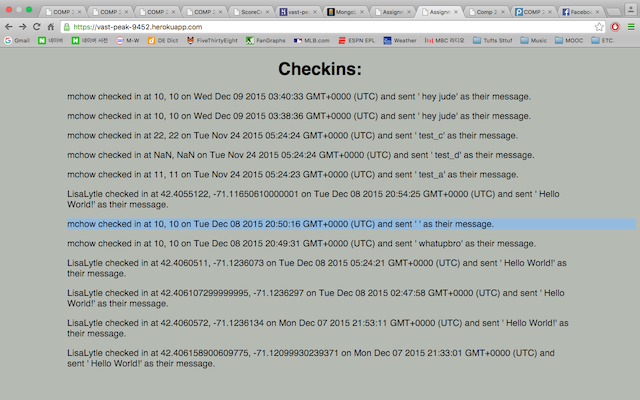 COMP 2
COMP 2
COMP 2
COMP 2
ScoreCa
vast-pe
Mongo
Assignm
Assignm
Comp 2
COMP 2
Facebo
https://vast-peak-9452.herokuapp.com
Gmail 네이버 네이버 사전 M-W DE Dict FiveThirtyEight FanGraphs MLB.com ESPN EPL Weather MBC 라디오 Tufts Sttuf Music MOOC ETC.
Checkins:
mchow checked in at 10, 10 on Wed Dec 09 2015 03:40:33 GMT+0000 (UTC) and sent ' hey jude' as their message.
mchow checked in at 10, 10 on Wed Dec 09 2015 03:38:36 GMT+0000 (UTC) and sent ' hey jude' as their message.
mchow checked in at 22, 22 on Tue Nov 24 2015 05:24:24 GMT+0000 (UTC) and sent ' test_c' as their message.
mchow checked in at NaN, NaN on Tue Nov 24 2015 05:24:24 GMT+0000 (UTC) and sent ' test_d' as their message.
mchow checked in at 11, 11 on Tue Nov 24 2015 05:24:23 GMT+0000 (UTC) and sent ' test_a' as their message.
LisaLytle checked in at 42.4055122, -71.11650610000001 on Tue Dec 08 2015 20:54:25 GMT+0000 (UTC) and sent ' Hello
World!' as their message.
mchow checked in at 10, 10 on Tue Dec 08 2015 20:50:16 GMT+0000 (UTC) and sent ' ' as their message.
mchow checked in at 10, 10 on Tue Dec 08 2015 20:49:31 GMT+0000 (UTC) and sent ' whatupbro' as their message.
LisaLytle checked in at 42.4060511, -71.1236073 on Tue Dec 08 2015 05:24:21 GMT+0000 (UTC) and sent ' Hello World!' as
their message.
LisaLytle checked in at 42.406107299999995, -71.1236297 on Tue Dec 08 2015 02:47:58 GMT+0000 (UTC) and sent ' Hello
World!' as their message.
LisaLytle checked in at 42.4060572, -71.1236134 on Mon Dec 07 2015 21:53:11 GMT+0000 (UTC) and sent ' Hello World!' as
their message.
LisaLytle checked in at 42.406158900609775, -71.12099930239371 on Mon Dec 07 2015 21:33:01 GMT+0000 (UTC) and
sent ' Hello World!' as their message.